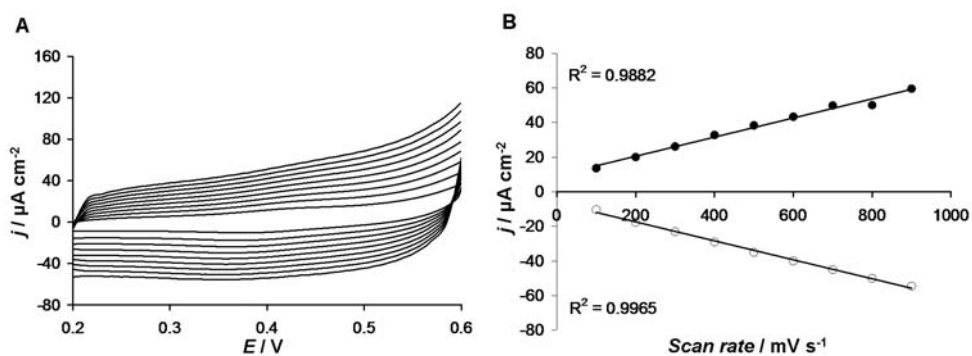 A
160
120
80
40
0
-40
-80
j / µA cm-2
0.2 0.3 0.4 0.5 0.6
E / V
B
80
60
40
20
0
-20
-40
-60
-80
j / µA cm-2
R2 = 0.9882
0 200 400 600 800 1000
R2 = 0.9965
Scan rate / mV s-1